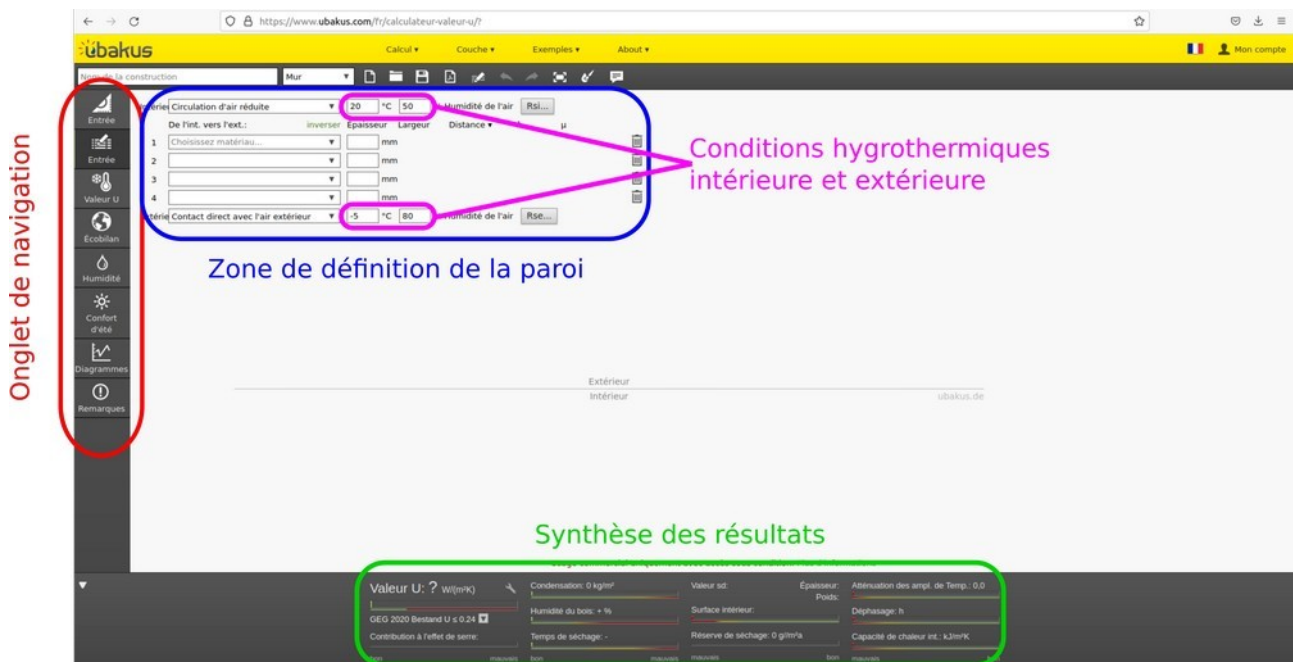 https://www.ubakus.com/fr/calculateur-valeur-u/?
übakus
Calcul ▾ Couche ▾ Exemples ▾ About ▾ Mon compte
Nom de la construction Mur
Entrée
Entrée
Valeur U
Écobilan
Humidité
Confort
d'été
Diagrammes
Remarques
Onglet de navigation
Circulation d'air réduite 20 °C 50 Humidité de l'air Rsi...
De l'int. vers l'ext.: inverser Épaisseur Largeur Distance ▾ μ
1 Choisissez matériau... mm
2 mm
3 mm
4 mm
Contact direct avec l'air extérieur -5 °C 80 Humidité de l'air Rse...
Conditions hygrothermiques
intérieure et extérieure
Zone de définition de la paroi
Extérieur
Intérieur
ubakus.de
Synthèse des résultats
Valeur U: ? W/(m²K)
GEG 2020 Bestand U ≤ 0.24
Contribution à l'effet de serre:
bon mauvais
Condensation: 0 kg/m²
Humidité du bois: + %
Temps de séchage: -
bon mauvais
Valeur sd: Épaisseur:
Poids:
Surface intérieur:
Réserve de séchage: 0 g/m²a
mauvais bon
Atténuation des ampl. de Temp.: 0,0
Déphasage: h
Capacité de chaleur int.: kJ/m²K
mauvais bon